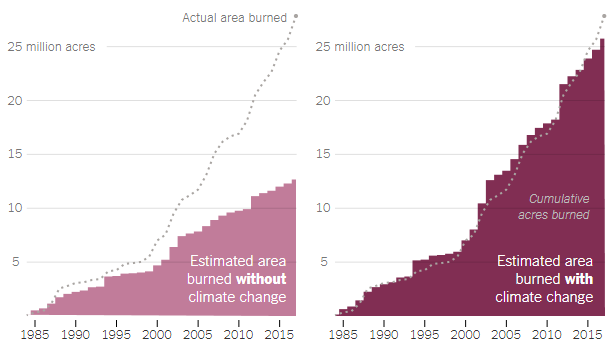 Actual area burned
25 million acres
20
15
10
5
Estimated area
burned without
climate change
1985 1990 1995 2000 2005 2010 2015
25 million acres
20
15
10
5
Cumulative
acres burned
Estimated area
burned with
climate change
1985 1990 1995 2000 2005 2010 2015